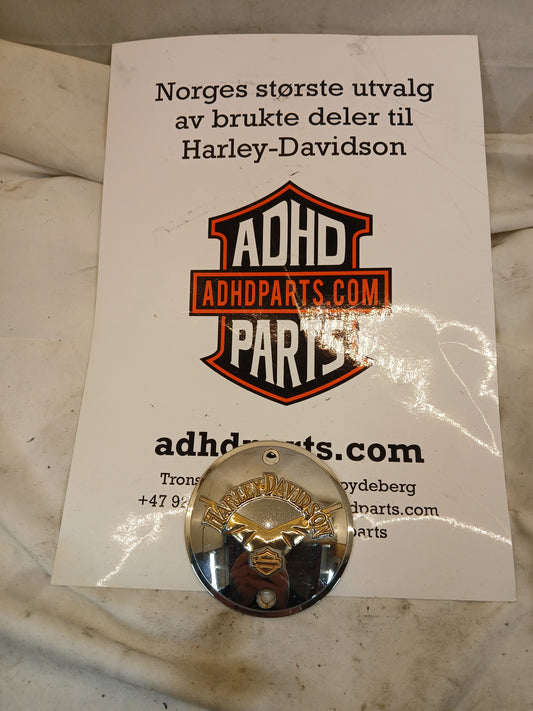 Norges største utvalg
av brukte deler til
Harley-Davidson
ADHD
ADHDPARTS.COM
PARTS
adhdparts.com
HARLEY-DAVIDSON